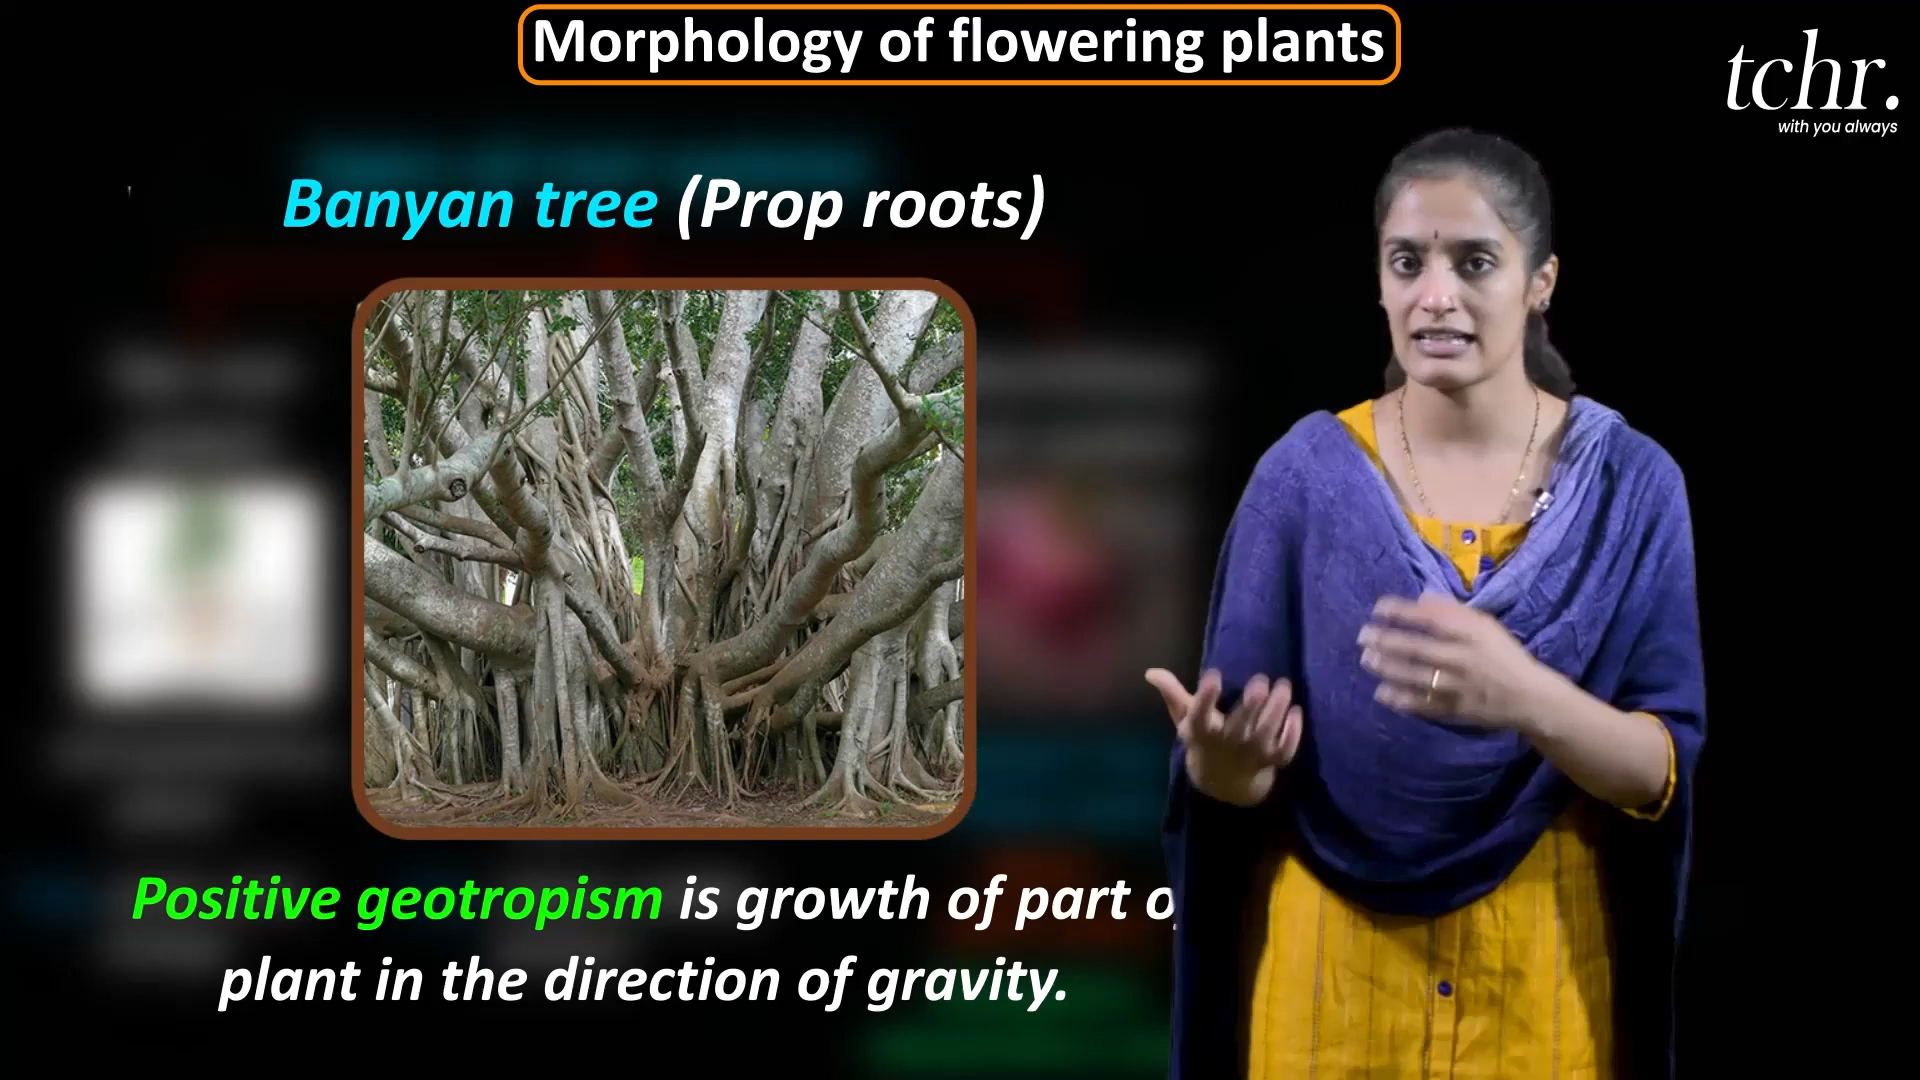 Morphology of flowering plants
tchr.
with you always
Banyan tree (Prop roots)
Positive geotropism is growth of part
plant in the direction of gravity.